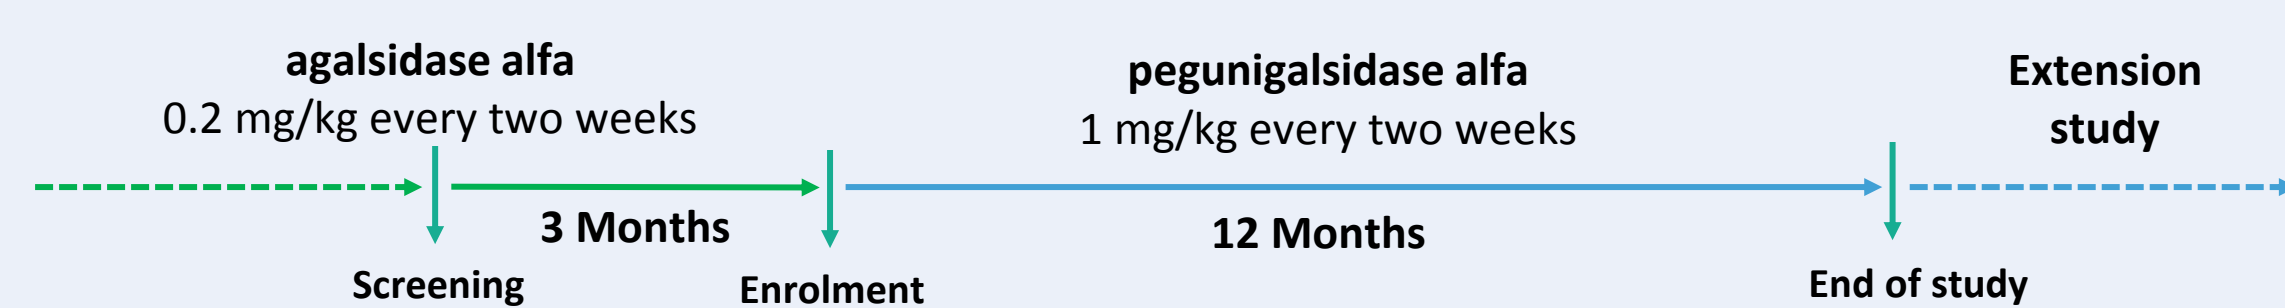 agalsidase alfa
0.2 mg/kg every two weeks
pegunigalsidase alfa
1 mg/kg every two weeks
Extension
study
3 Months
12 Months
Screening
Enrolment
End of study